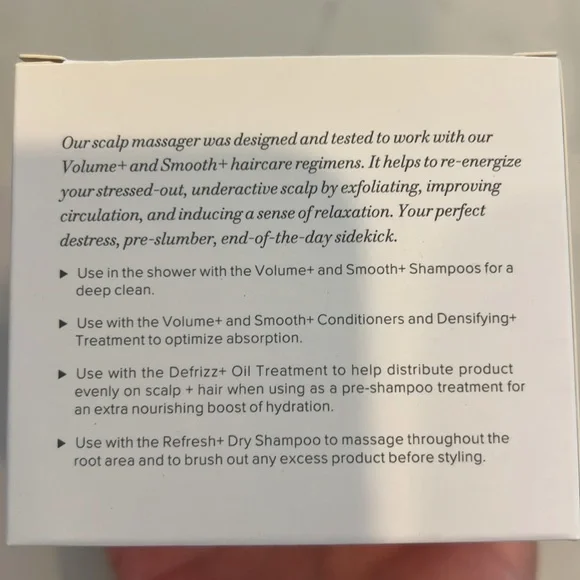 Our scalp massager was designed and tested to work with our
Volume+ and Smooth+ haircare regimens. It helps to re-energize
your stressed-out, underactive scalp by exfoliating, improving
circulation, and inducing a sense of relaxation. Your perfect
destress, pre-slumber, end-of-the-day sidekick.
▶ Use in the shower with the Volume+ and Smooth+ Shampoos for a
deep clean.
▶ Use with the Volume+ and Smooth+ Conditioners and Densifying+
Treatment to optimize absorption.
▶ Use with the Defrizz+ Oil Treatment to help distribute product
evenly on scalp + hair when using as a pre-shampoo treatment for
an extra nourishing boost of hydration.
▶ Use with the Refresh+ Dry Shampoo to massage throughout the
root area and to brush out any excess product before styling.